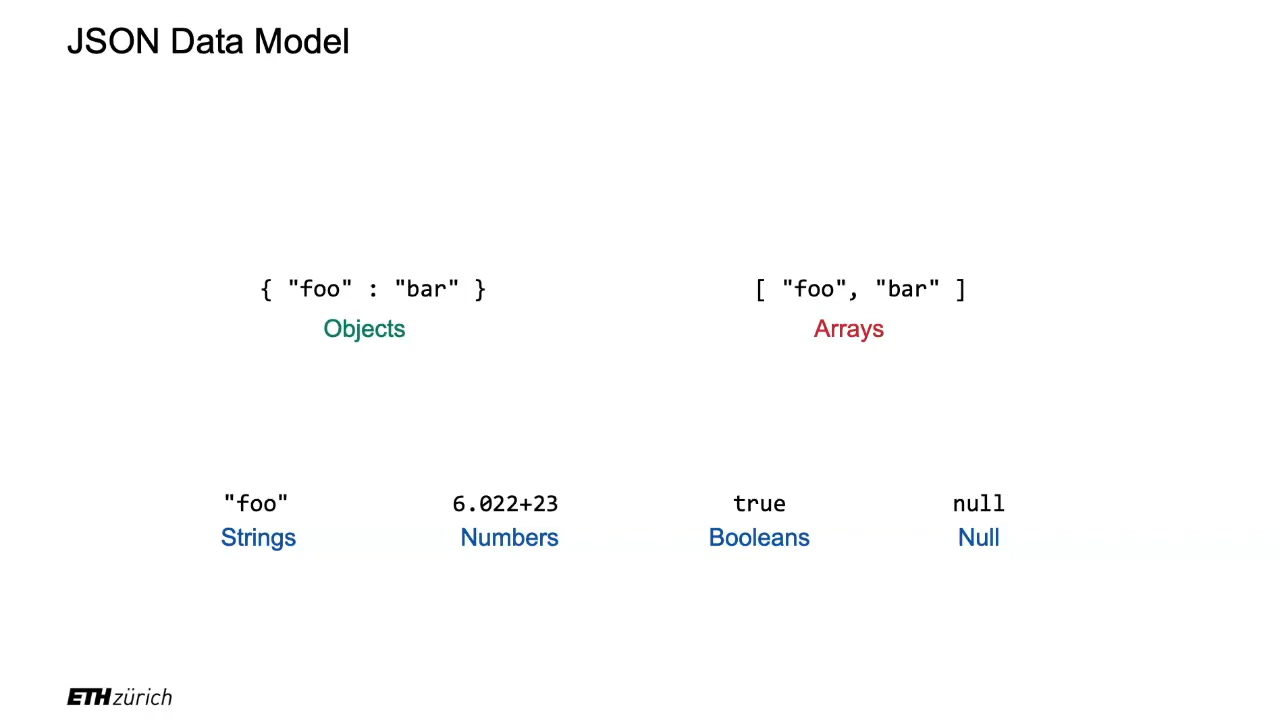 JSON Data Model
{ "foo" : "bar" }
[ "foo", "bar" ]
Objects
Arrays
"foo"
6.022+23
true
null
Strings
Numbers
Booleans
Null
ETH zürich